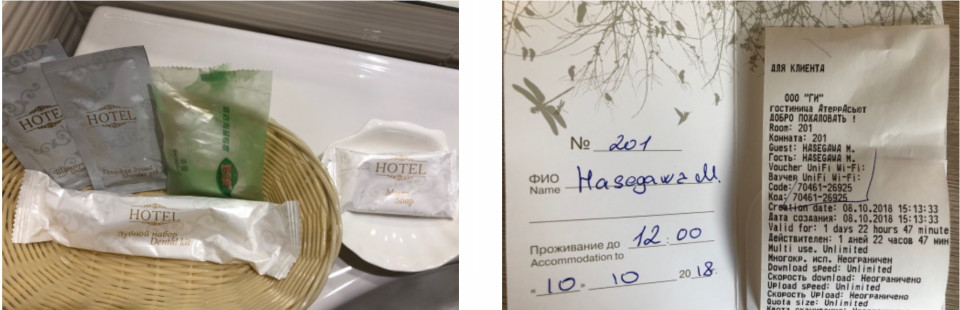 HOTEL
HOTEL
HOTEL
Зубной набор
Dental kit
HOTEL
Мыло
Soap
№ 201
ФИО
Name Hasegawa M.
Проживание до 12:00
Accommodation to
"10" 10 2018.
ДЛЯ КЛИЕНТА
ООО "ГИ"
гостиница АтеррАсьют
ДОБРО ПОЖАЛОВАТЬ !
Room: 201
Комната: 201
Guest: HASEGAWA M.
Гость: HASEGAWA M.
Voucher UniFi Wi-Fi:
Ваучер UniFi Wi-Fi:
Code: 70461-26925
Код: 70461-26925
Creation date: 08.10.2018 15:13:33
Дата создания: 08.10.2018 15:13:33
Valid for: 1 days 22 hours 47 minute
Действителен: 1 дней 22 часов 47 мин
Multi use. Unlimited
Многокр. исп. Неограничен
Download speed: Unlimited
Скорость download: Неограничено
Upload speed: Unlimited
Скорость Upload: Неограничено
Quota size: Unlimited